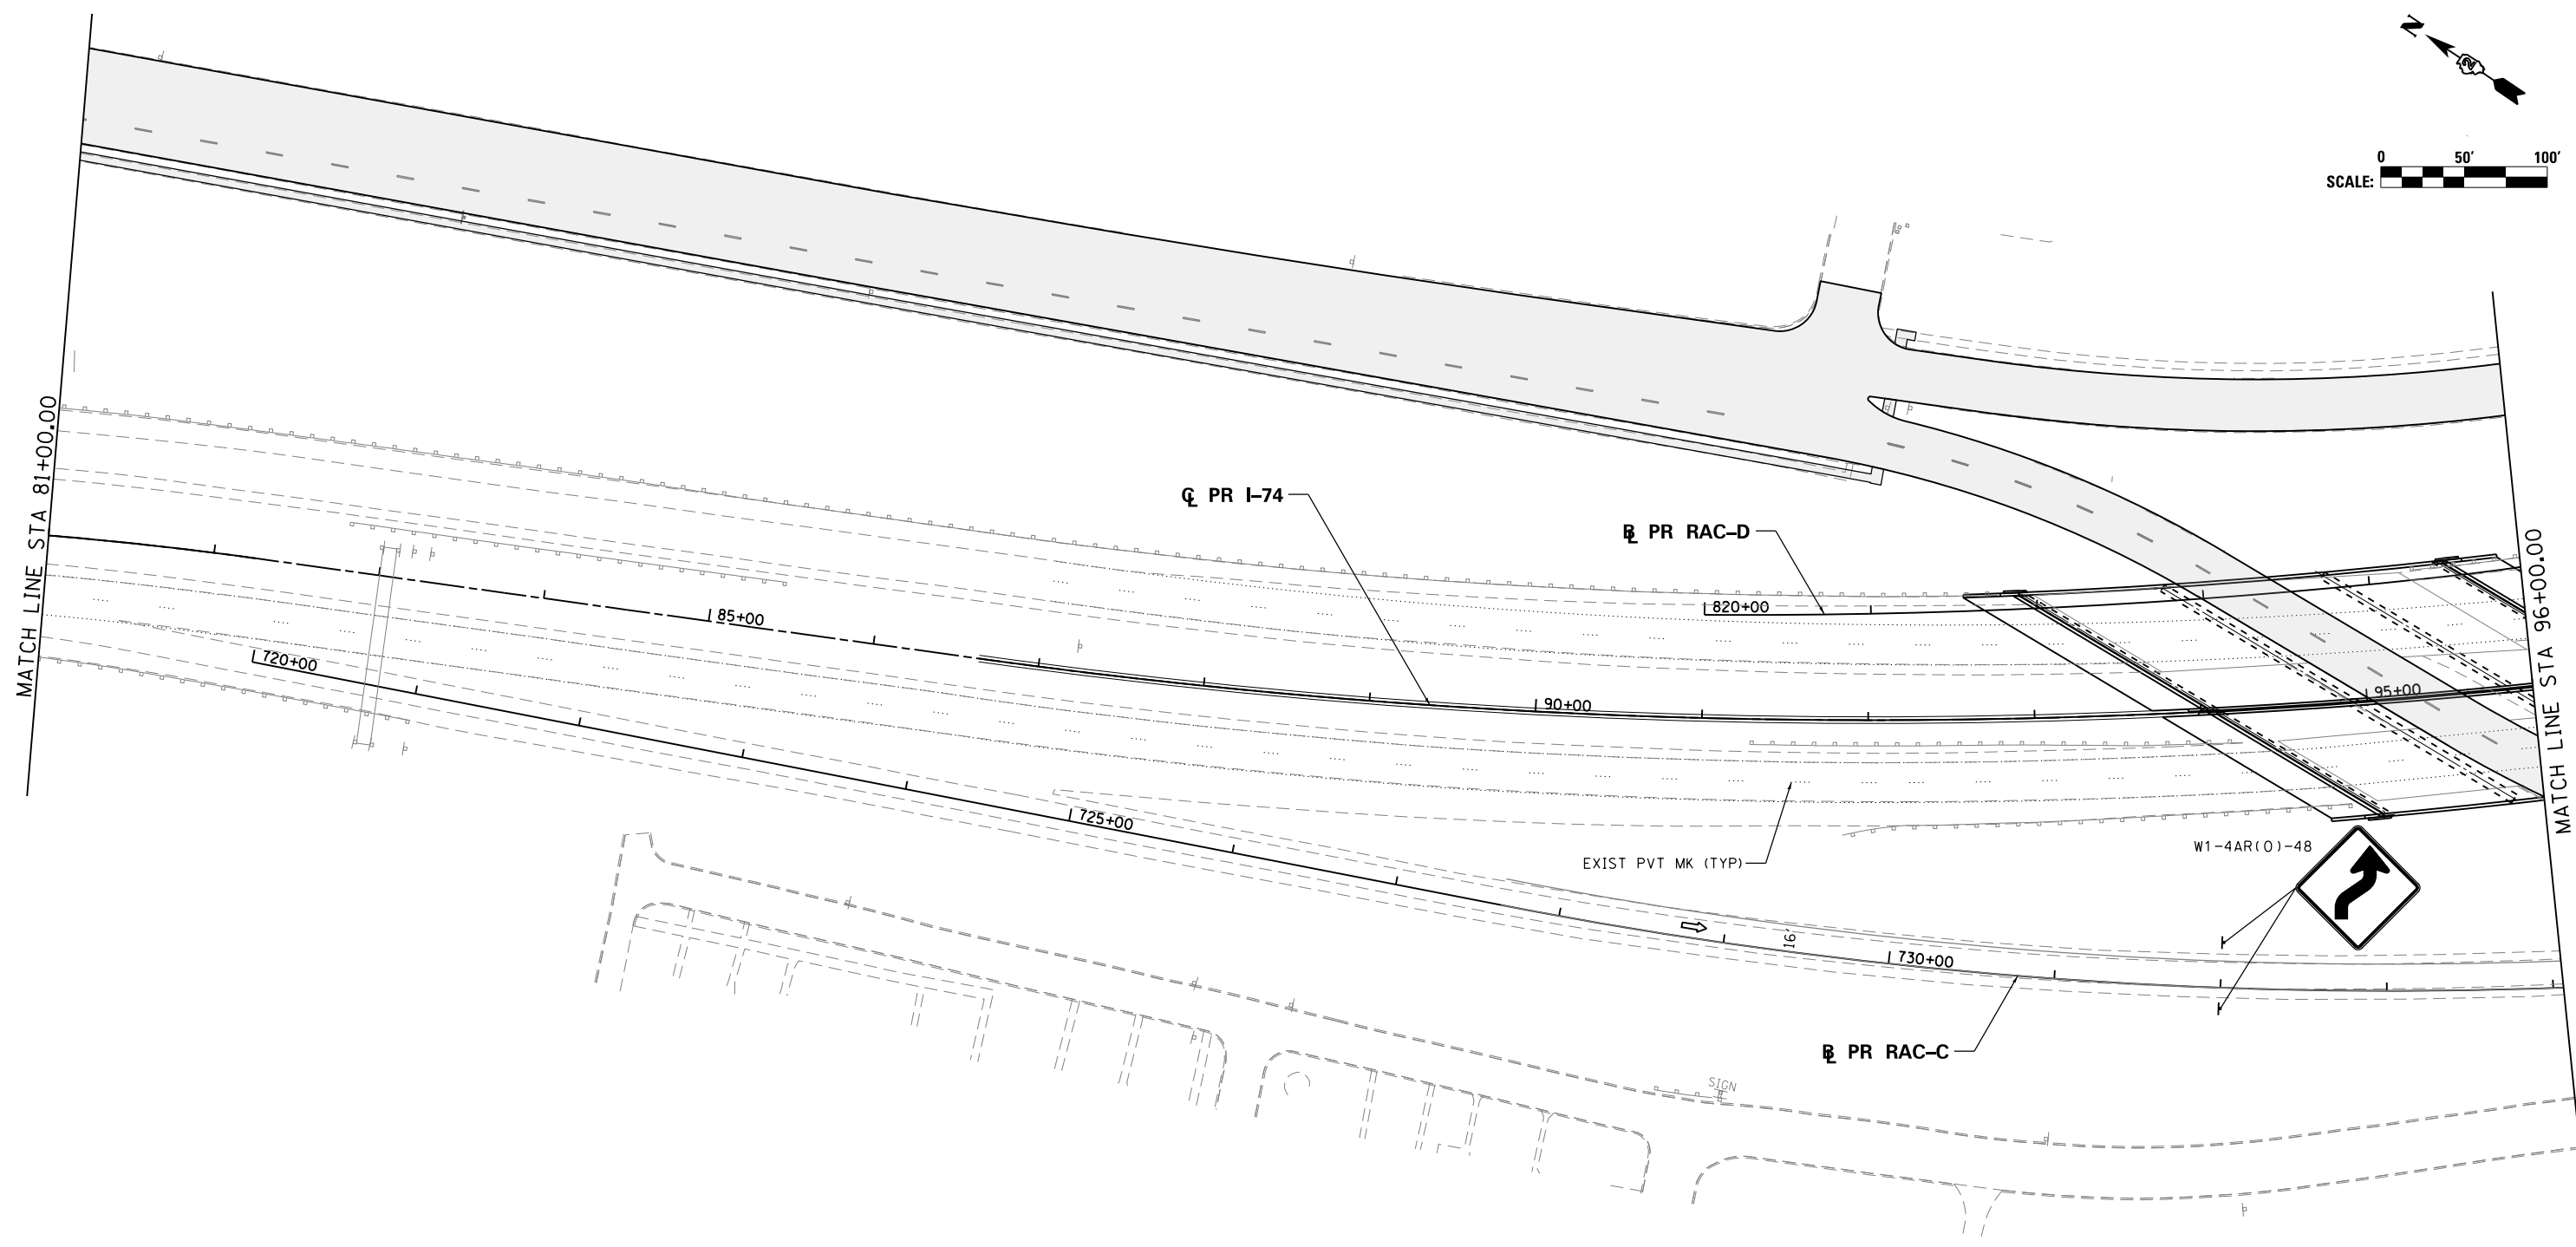 N
2
0 50' 100'
SCALE:
MATCH LINE STA 81+00.00
℄ PR I-74
BL PR RAC-D
820+00
85+00
720+00
90+00
95+00
MATCH LINE STA 96+00.00
725+00
EXIST PVT MK (TYP)
W1-4AR(O)-48
16'
730+00
BL PR RAC-C
SIGN